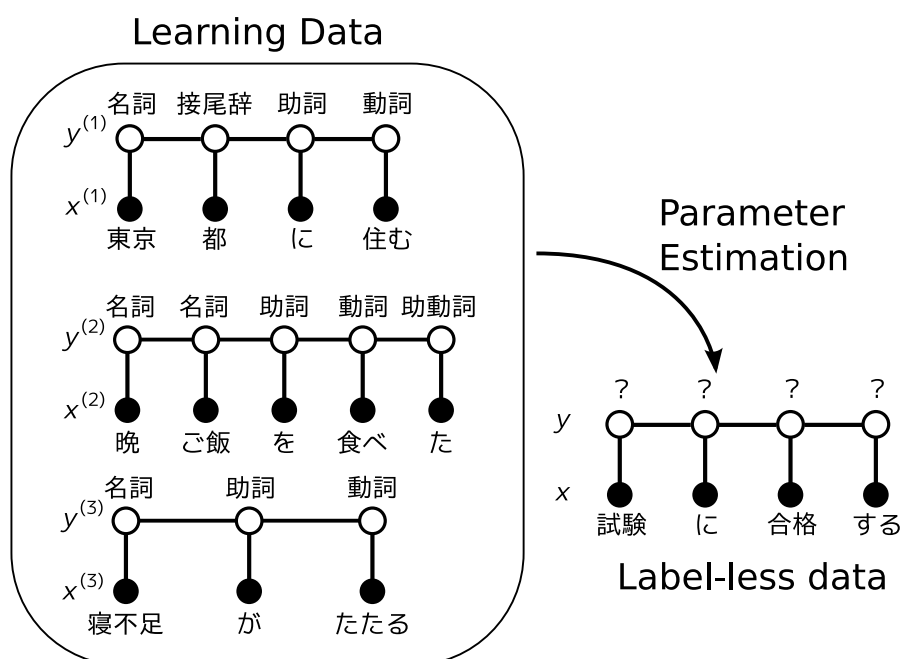 Learning Data
名詞 接尾辞 助詞 動詞
y(1)
x(1)
東京 都 に 住む
名詞 名詞 助詞 動詞 助動詞
y(2)
x(2)
晩 ご飯 を 食べ た
名詞 助詞 動詞
y(3)
x(3)
寝不足 が たたる
Parameter
Estimation
? ? ? ?
y
x
試験 に 合格 する
Label-less data